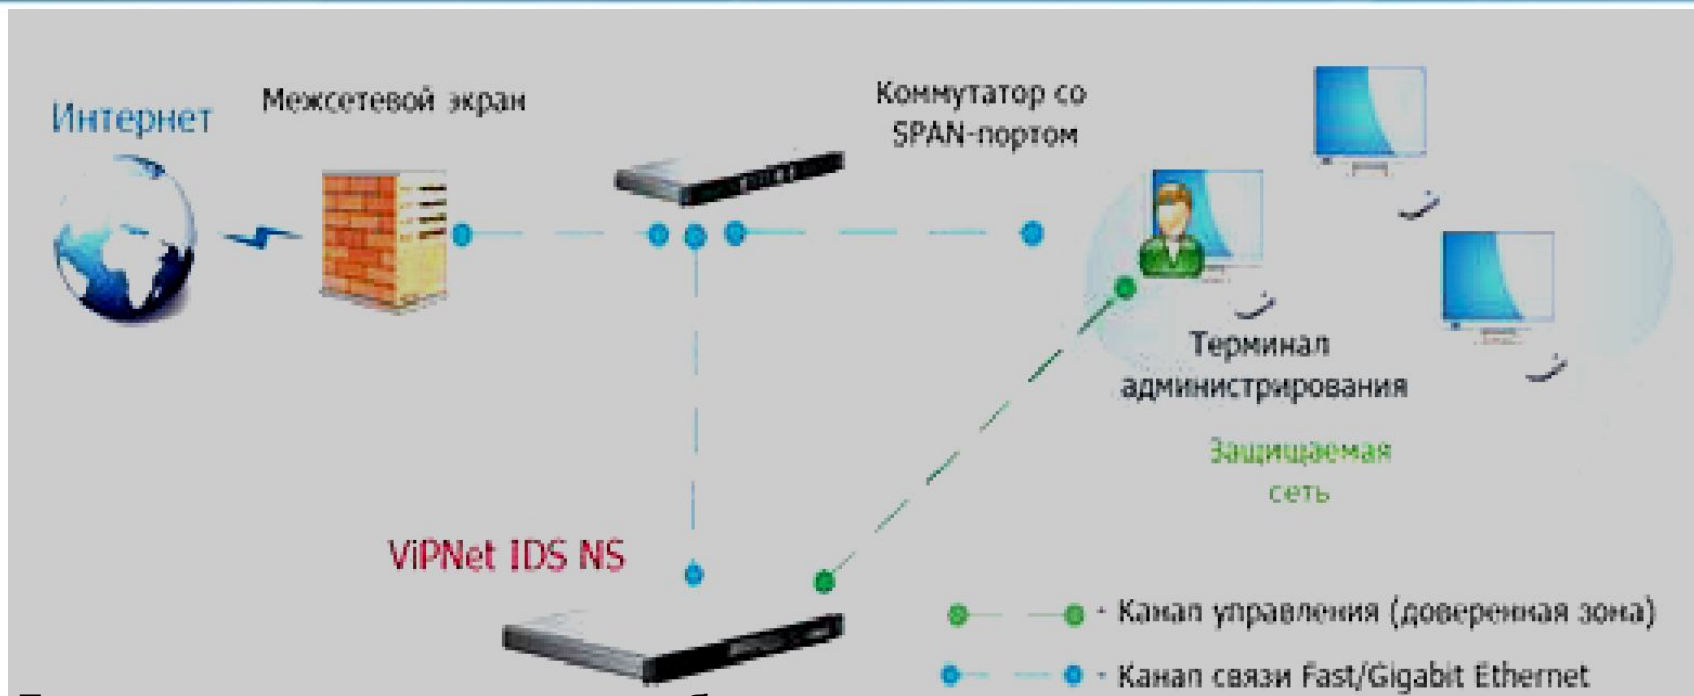 Интернет
Межсетевой экран
Коммутатор со
SPAN-портом
Терминал
администрирования
Защищаемая
сеть
ViPNet IDS NS
- Канал управления (доверенная зона)
- Канал связи Fast/Gigabit Ethernet